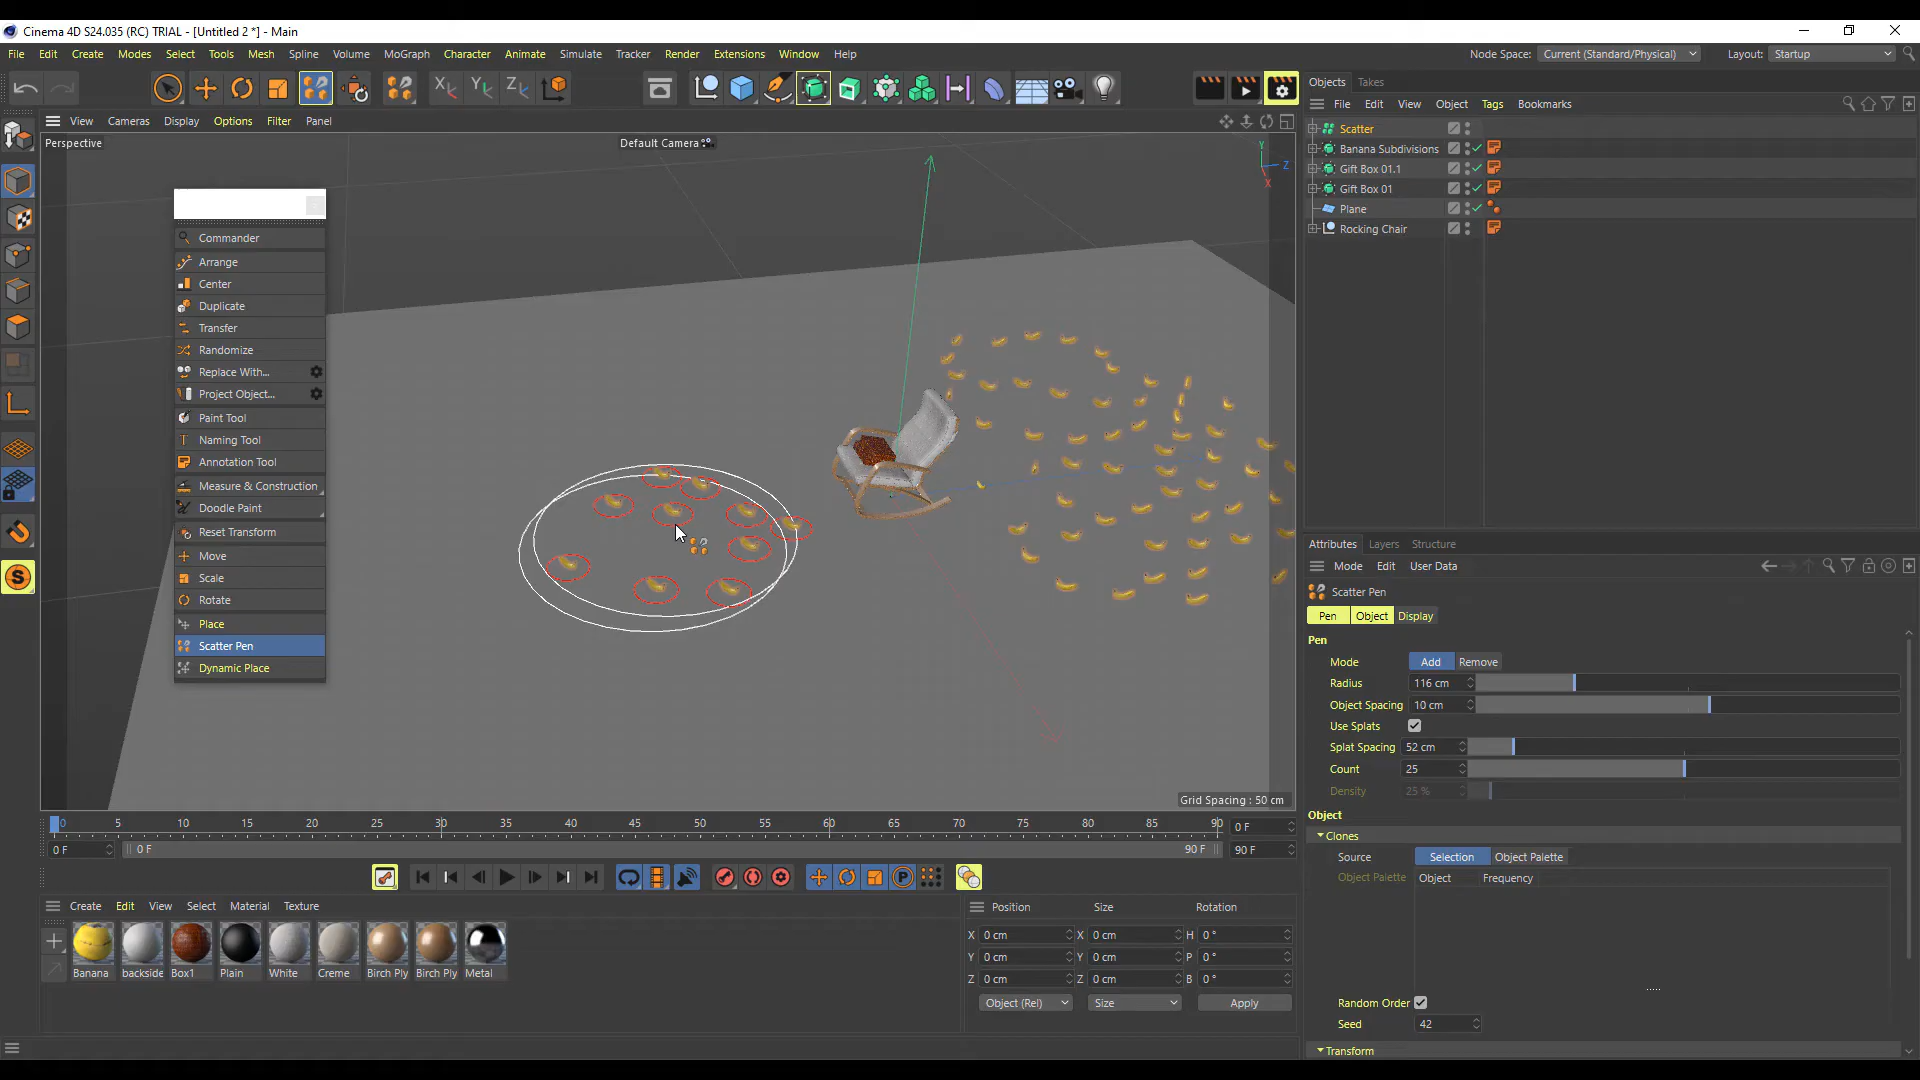 Cinema 4D S24.035 (RC) TRIAL - [Untitled 2 *] - Main
File Edit Create Modes Select Tools Mesh Spline Volume MoGraph Character Animate Simulate Tracker Render Extensions Window Help
Node Space: Current (Standard/Physical) Layout: Startup
X Y Z
Objects Takes
File Edit View Object Tags Bookmarks
View Cameras Display Options Filter Panel
Perspective
Default Camera
Y
Z
X
Scatter
Banana Subdivisions
Gift Box 01.1
Gift Box 01
Plane
Rocking Chair
Commander
Arrange
Center
Duplicate
Transfer
Randomize
Replace With...
Project Object...
Paint Tool
Naming Tool
Annotation Tool
Measure & Construction
Doodle Paint
Reset Transform
Move
Scale
Rotate
Place
Scatter Pen
Dynamic Place
S
Grid Spacing : 50 cm
Attributes Layers Structure
Mode Edit User Data
Scatter Pen
Pen Object Display
Pen
Mode Add Remove
Radius 116 cm
Object Spacing 10 cm
Use Splats
Splat Spacing 52 cm
Count 25
Density 25 %
Object
Clones
Source Selection Object Palette
Object Palette Object Frequency
Random Order
Seed 42
Transform
0 5 10 15 20 25 30 35 40 45 50 55 60 65 70 75 80 85 90 0 F
0 F 0 F 90 F 90 F
P
Create Edit View Select Material Texture
Banana backside Box1 Plain White Creme Birch Ply Birch Ply Metal
Position Size Rotation
X 0 cm X 0 cm H 0 °
Y 0 cm Y 0 cm P 0 °
Z 0 cm Z 0 cm B 0 °
Object (Rel) Size Apply